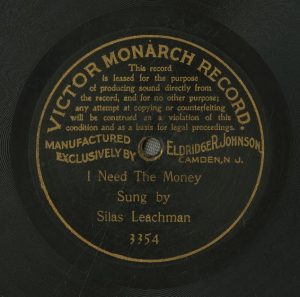 VICTOR MONARCH RECORD.
This record
is leased for the purpose
of producing sound directly from
the record, and for no other purpose;
any attempt at copying or counterfeiting
will be construed as a violation of this
condition and as a basis for legal proceedings.
MANUFACTURED
EXCLUSIVELY BY
ELDRIDGE R. JOHNSON,
CAMDEN, N J.
I Need The Money
Sung by
Silas Leachman
3354